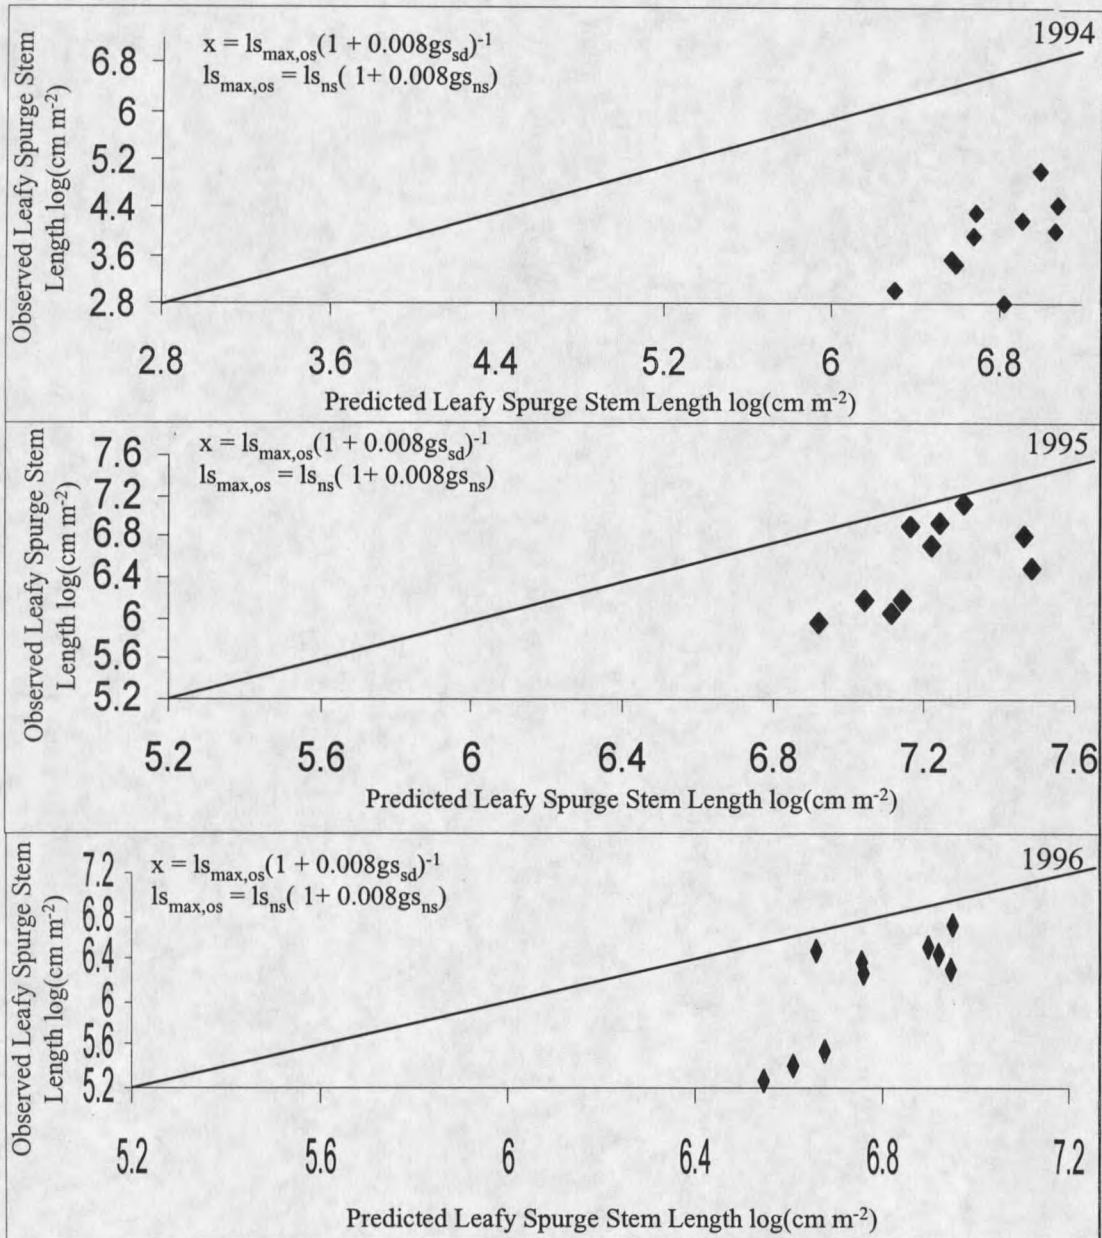 1994
x = ls_max,os(1 + 0.008gs_sd)^-1
ls_max,os = ls_ns( 1+ 0.008gs_ns)
Observed Leafy Spurge Stem
Length log(cm m^-2)
6.8
6
5.2
4.4
3.6
2.8
2.8 3.6 4.4 5.2 6 6.8
Predicted Leafy Spurge Stem Length log(cm m^-2)
1995
x = ls_max,os(1 + 0.008gs_sd)^-1
ls_max,os = ls_ns( 1+ 0.008gs_ns)
Observed Leafy Spurge Stem
Length log(cm m^-2)
7.6
7.2
6.8
6.4
6
5.6
5.2
5.2 5.6 6 6.4 6.8 7.2 7.6
Predicted Leafy Spurge Stem Length log(cm m^-2)
1996
x = ls_max,os(1 + 0.008gs_sd)^-1
ls_max,os = ls_ns( 1+ 0.008gs_ns)
Observed Leafy Spurge Stem
Length log(cm m^-2)
7.2
6.8
6.4
6
5.6
5.2
5.2 5.6 6 6.4 6.8 7.2
Predicted Leafy Spurge Stem Length log(cm m^-2)